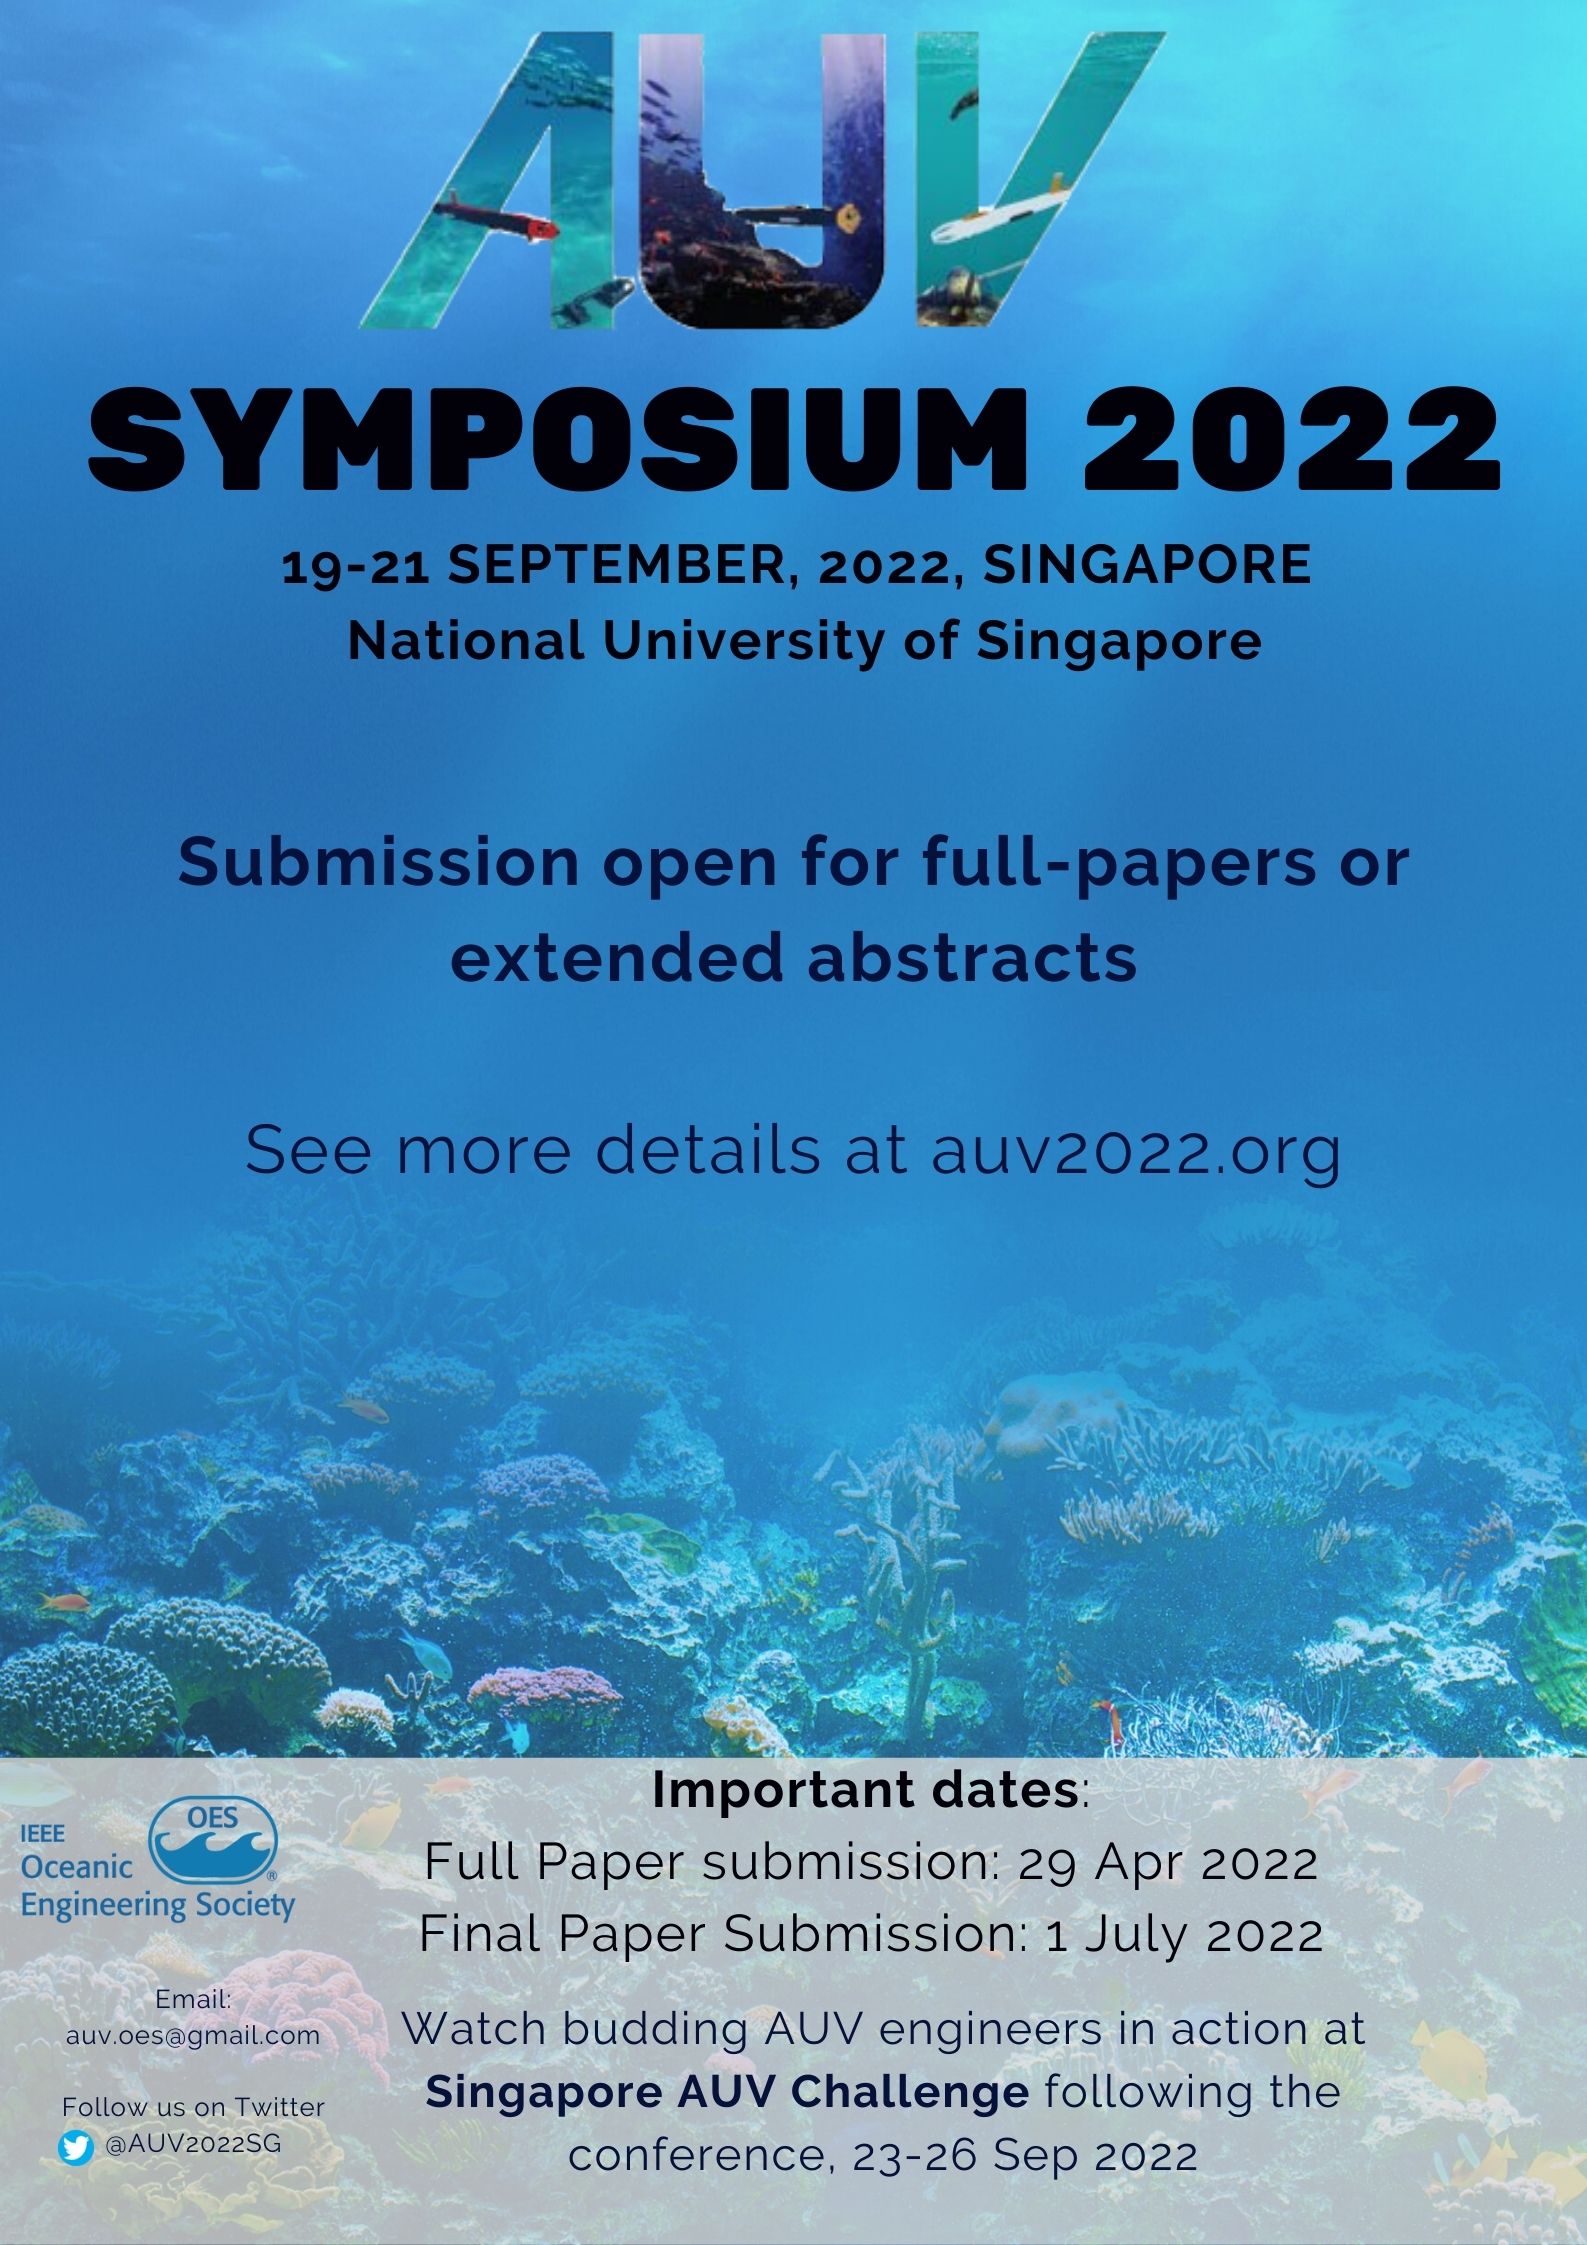 AUV
SYMPOSIUM 2022
19-21 SEPTEMBER, 2022, SINGAPORE
National University of Singapore
Submission open for full-papers or
extended abstracts
See more details at auv2022.org
OES
IEEE
Oceanic
Engineering Society
®
Email:
auv.oes@gmail.com
Follow us on Twitter
@AUV2022SG
Important dates:
Full Paper submission: 29 Apr 2022
Final Paper Submission: 1 July 2022
Watch budding AUV engineers in action at
Singapore AUV Challenge following the
conference, 23-26 Sep 2022